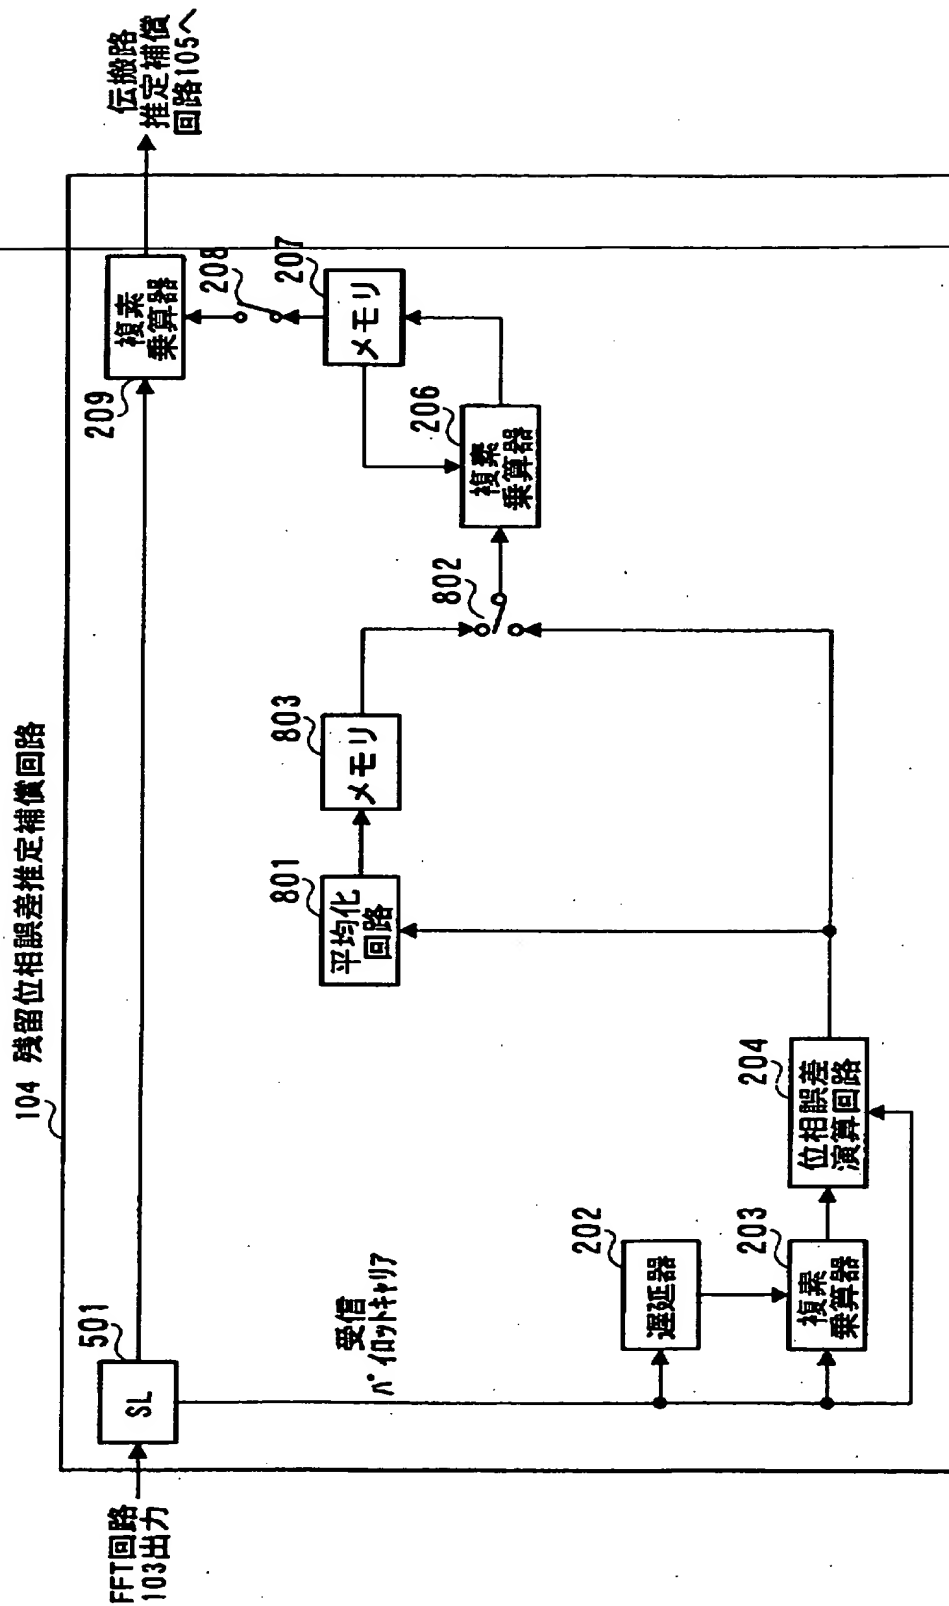 104 残留位相誤差推定補償回路
FFT回路
103出力
501
SL
受信
パイロットキャリア
202
遅延器
203
複素
乗算器
204
位相誤差
演算回路
801
平均化
回路
803
メモリ
802
206
複素
乗算器
207
メモリ
208
209
複素
乗算器
伝搬路
推定補償
回路105へ